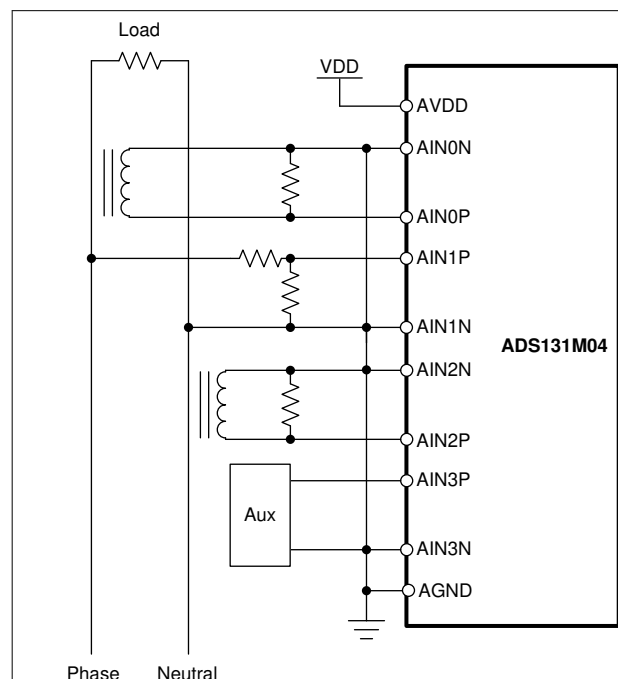 Load
VDD
AVDD
AIN0N
AIN0P
AIN1P
AIN1N
ADS131M04
AIN2N
AIN2P
AIN3P
Aux
AIN3N
AGND
Phase Neutral